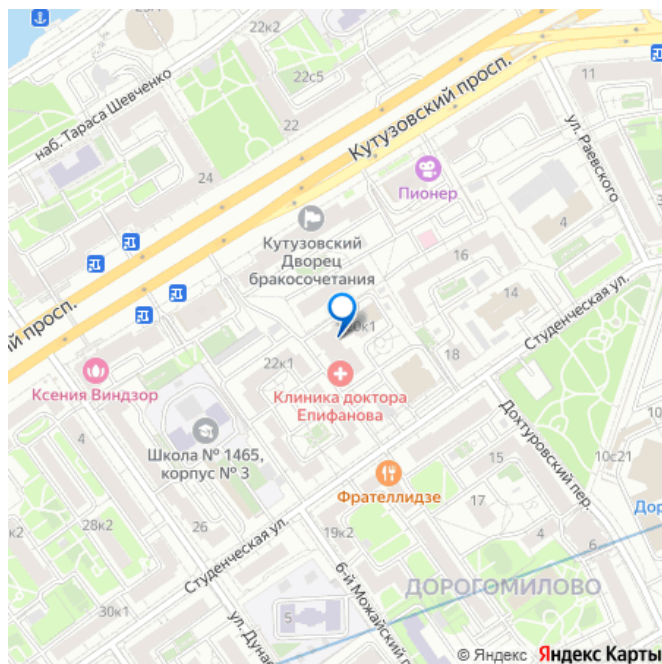 22к2
22с5
наб. Тараса Шевченко
22
Кутузовский просп.
11
ул. Раевского
24
Пионер
4
Кутузовский
Дворец
бракосочетания
16
14
ий просп.
Студенческая ул.
22к1
18
Ксения Виндзор
Клиника доктора
Епифанова
4
Школа № 1465,
корпус № 3
Дохтуровский пер.
15
10с21
Фрателлидзе
17
Дор
28к2
26
19к2
4
6
Студенческая ул.
6-й Можайский п
ДОРОГОМИЛОВО
30к1
5
ул. Дунае
© Яндекс Яндекс Карты